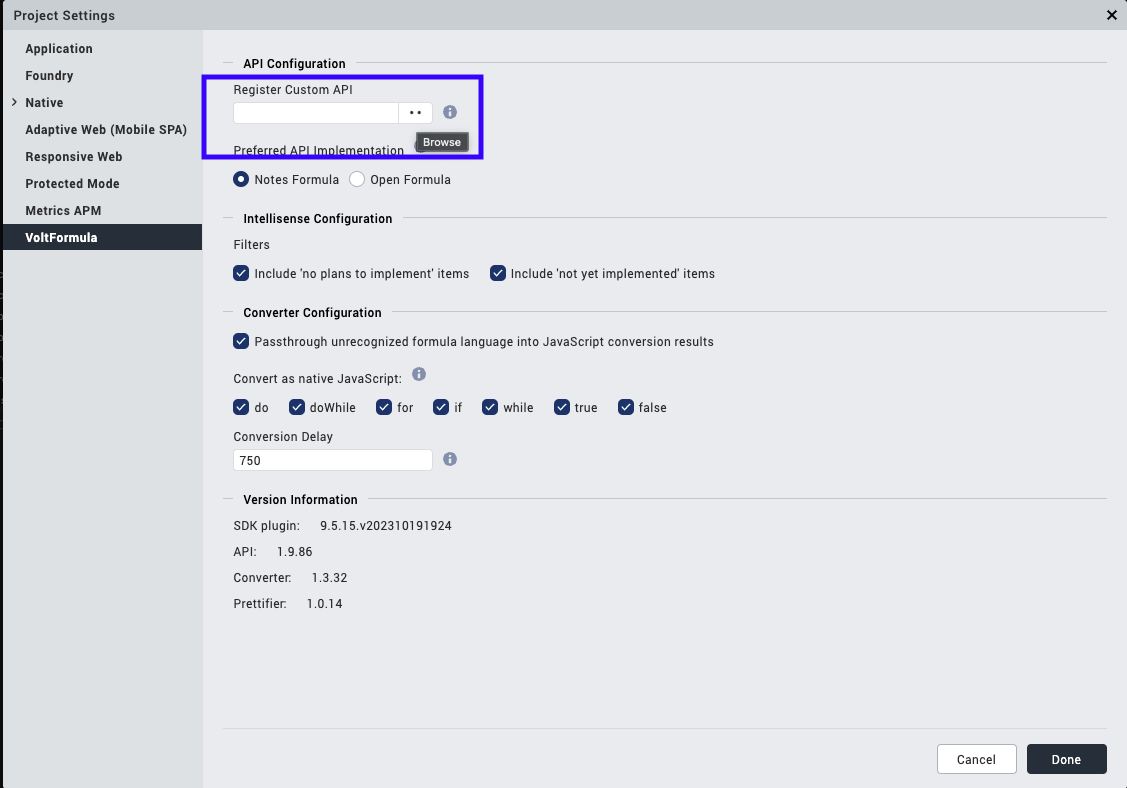 Project Settings
Application
Foundry
Native
Adaptive Web (Mobile SPA)
Responsive Web
Protected Mode
Metrics APM
VoltFormula
API Configuration
Register Custom API
Browse
Preferred API Implementation
Notes Formula Open Formula
Intellisense Configuration
Filters
Include 'no plans to implement' items Include 'not yet implemented' items
Converter Configuration
Passthrough unrecognized formula language into JavaScript conversion results
Convert as native JavaScript:
do doWhile for if while true false
Conversion Delay
750
Version Information
SDK plugin: 9.5.15.v202310191924
API: 1.9.86
Converter: 1.3.32
Prettifier: 1.0.14
Cancel Done